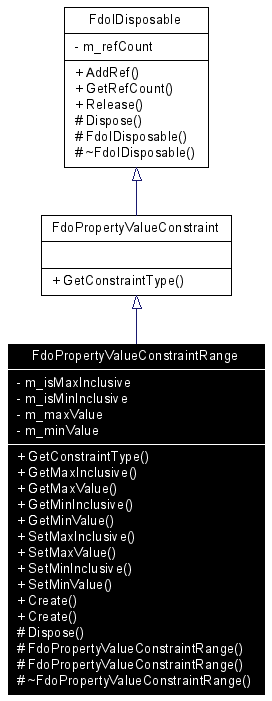 FdoIDisposable
- m_refCount
+ AddRef()
+ GetRefCount()
+ Release()
# Dispose()
# FdoIDisposable()
# ~FdoIDisposable()
FdoPropertyValueConstraint
+ GetConstraintType()
FdoPropertyValueConstraintRange
- m_isMaxInclusive
- m_isMinInclusive
- m_maxValue
- m_minValue
+ GetConstraintType()
+ GetMaxInclusive()
+ GetMaxValue()
+ GetMinInclusive()
+ GetMinValue()
+ SetMaxInclusive()
+ SetMaxValue()
+ SetMinInclusive()
+ SetMinValue()
+ Create()
+ Create()
# Dispose()
# FdoPropertyValueConstraintRange()
# FdoPropertyValueConstraintRange()
# ~FdoPropertyValueConstraintRange()